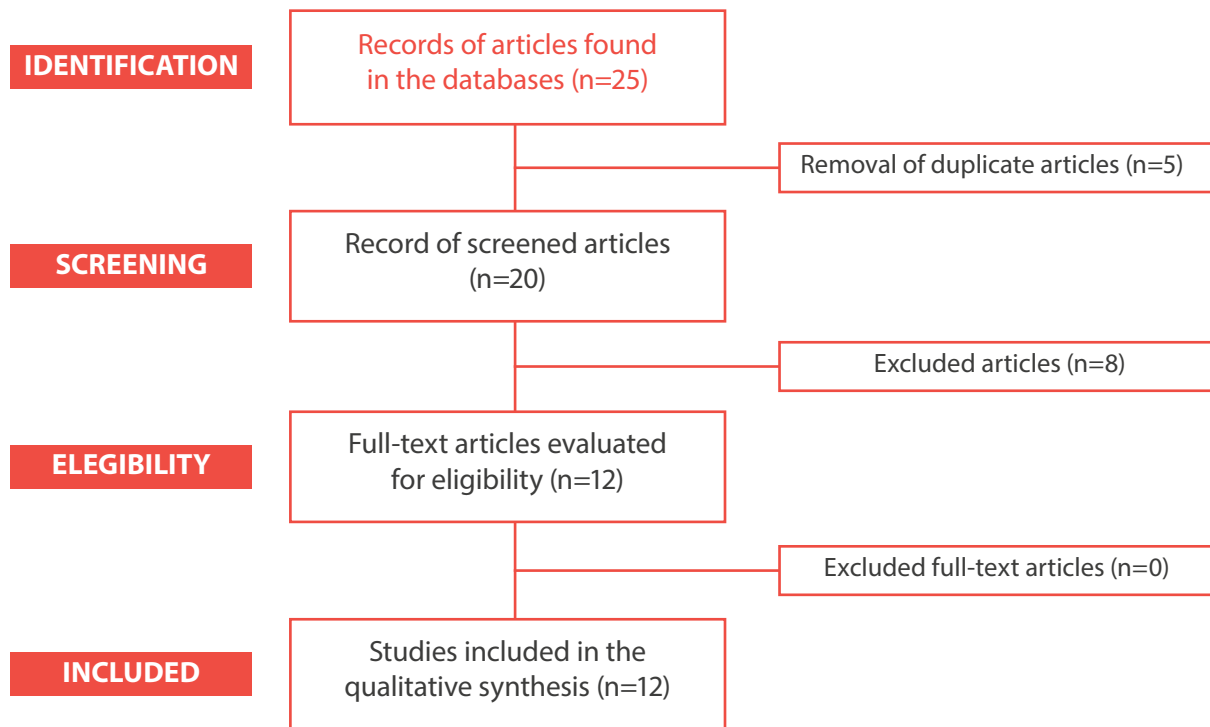 IDENTIFICATION
Records of articles found
in the databases (n=25)
Removal of duplicate articles (n=5)
SCREENING
Record of screened articles
(n=20)
Excluded articles (n=8)
ELEGIBILITY
Full-text articles evaluated
for eligibility (n=12)
Excluded full-text articles (n=0)
INCLUDED
Studies included in the
qualitative synthesis (n=12)